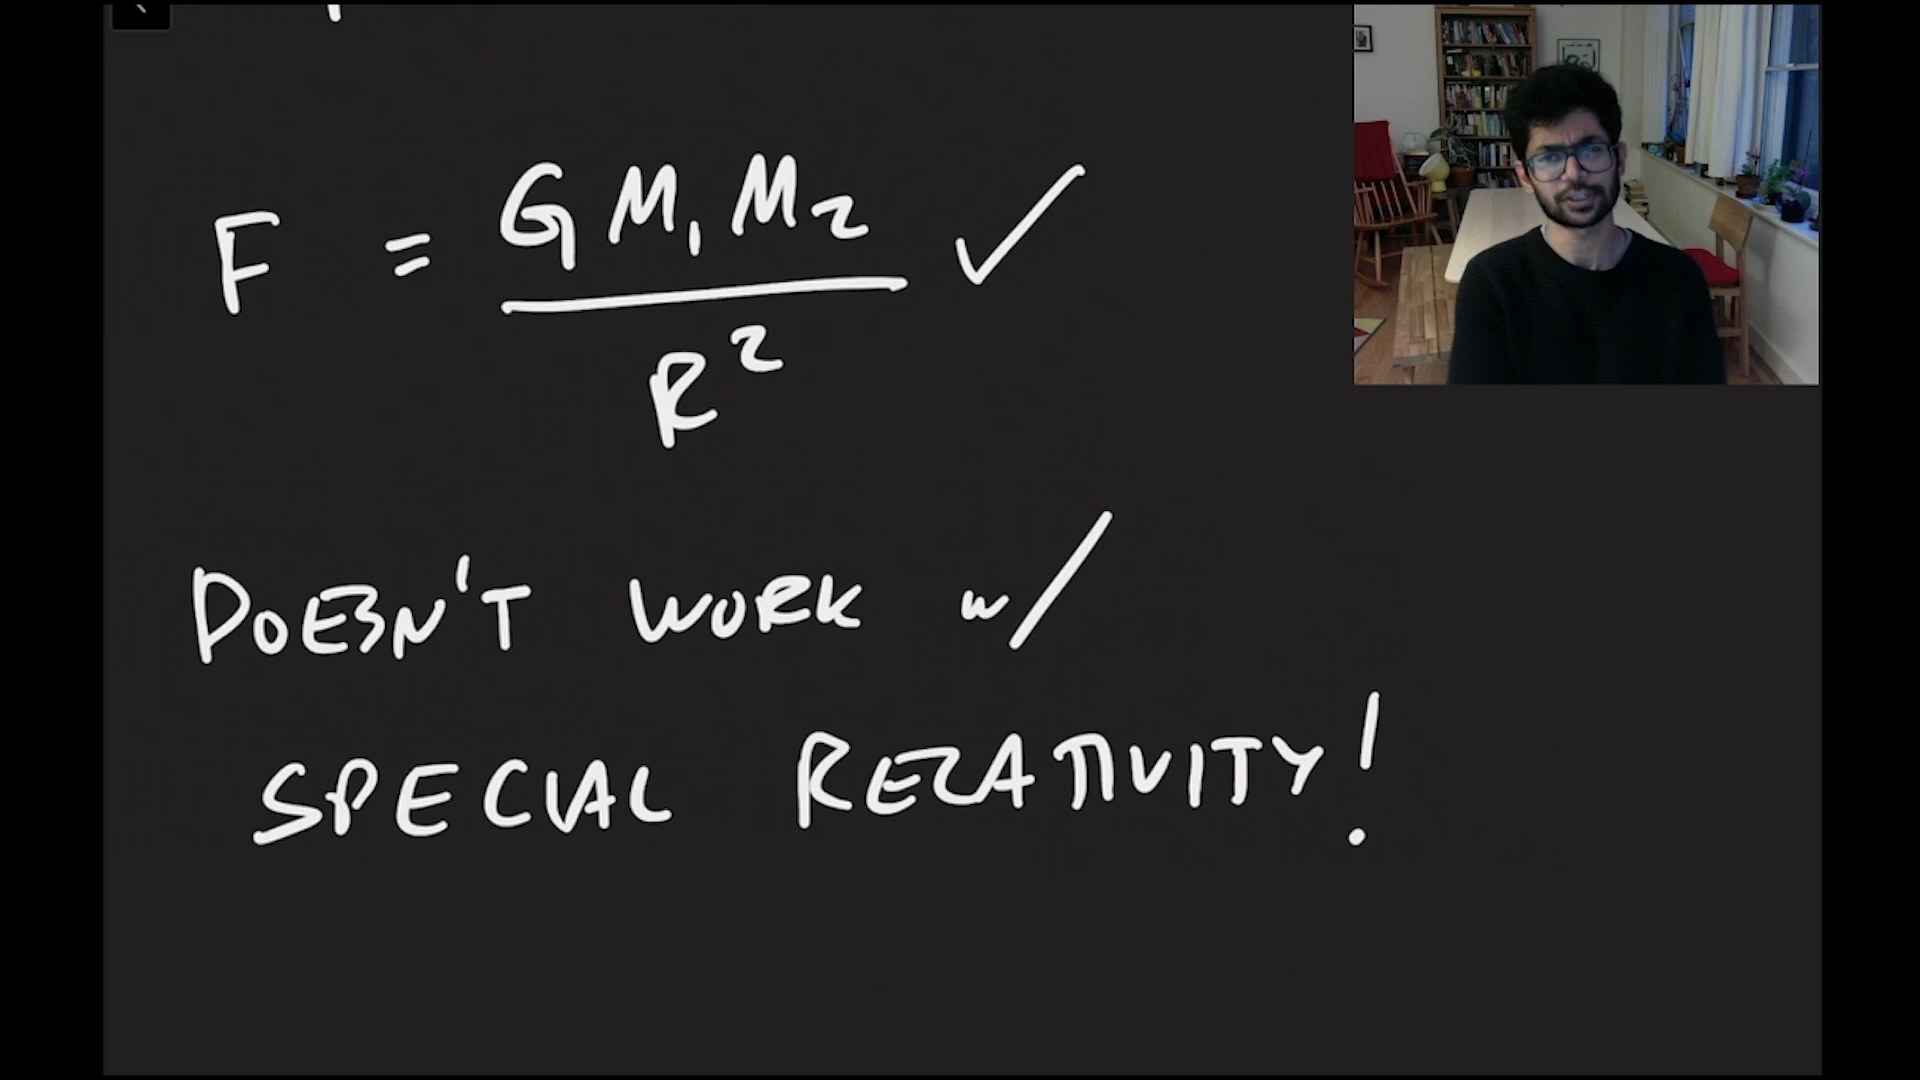 F = GM₁M₂ ✓
R²
DOESN'T WORK w/
SPECIAL RELATIVITY!